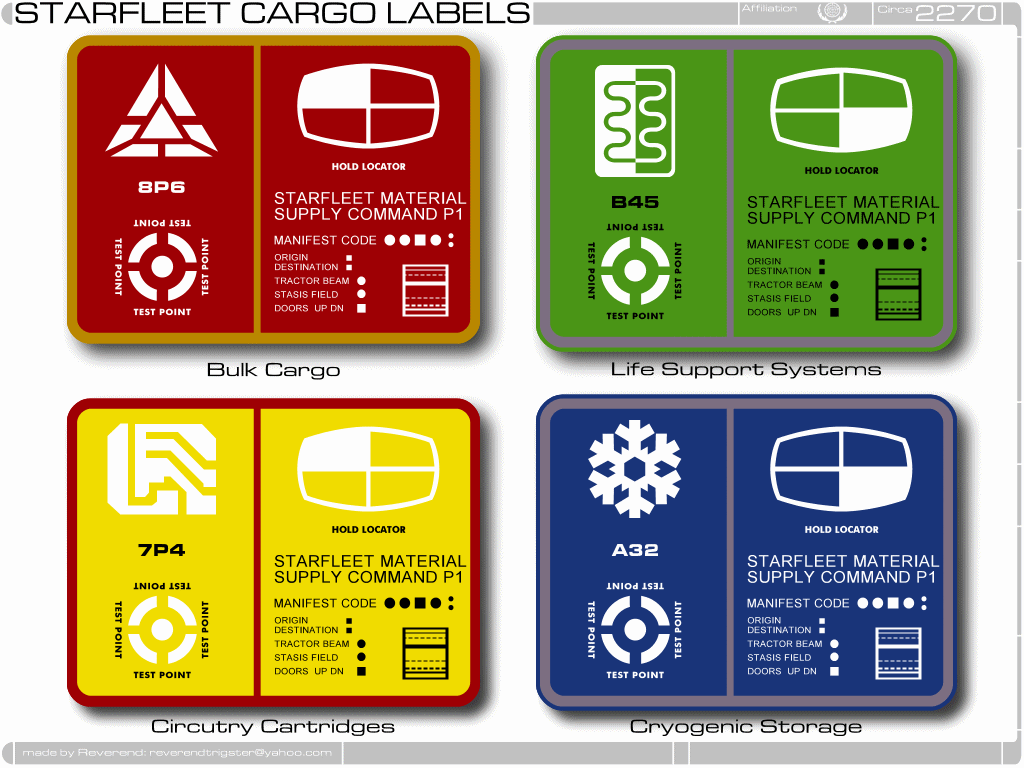 STARFLEET CARGO LABELS
Affiliation
Circa 2270
8P6
TEST POINT
TEST POINT
TEST POINT
TEST POINT
HOLD LOCATOR
STARFLEET MATERIAL
SUPPLY COMMAND P1
MANIFEST CODE
ORIGIN
DESTINATION
TRACTOR BEAM
STASIS FIELD
DOORS UP DN
Bulk Cargo
B45
TEST POINT
TEST POINT
TEST POINT
TEST POINT
HOLD LOCATOR
STARFLEET MATERIAL
SUPPLY COMMAND P1
MANIFEST CODE
ORIGIN
DESTINATION
TRACTOR BEAM
STASIS FIELD
DOORS UP DN
Life Support Systems
7P4
TEST POINT
TEST POINT
TEST POINT
TEST POINT
HOLD LOCATOR
STARFLEET MATERIAL
SUPPLY COMMAND P1
MANIFEST CODE
ORIGIN
DESTINATION
TRACTOR BEAM
STASIS FIELD
DOORS UP DN
Circutry Cartridges
A32
TEST POINT
TEST POINT
TEST POINT
TEST POINT
HOLD LOCATOR
STARFLEET MATERIAL
SUPPLY COMMAND P1
MANIFEST CODE
ORIGIN
DESTINATION
TRACTOR BEAM
STASIS FIELD
DOORS UP DN
Cryogenic Storage
made by Reverend: reverendtrigster@yahoo.com